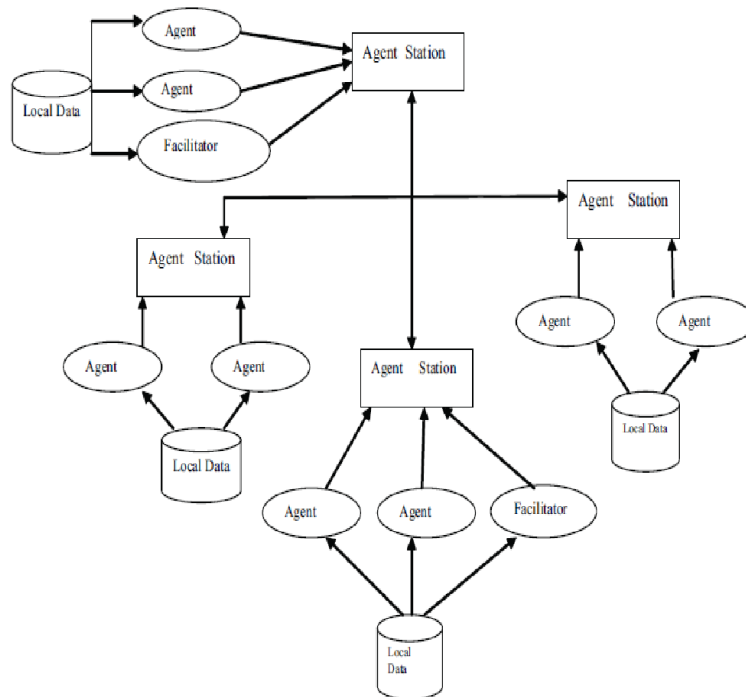 Agent
Agent Station
Agent
Local Data
Facilitator
Agent Station
Agent Station
Agent
Agent
Agent
Agent
Agent Station
Local Data
Local Data
Agent
Agent
Facilitator
Local
Data